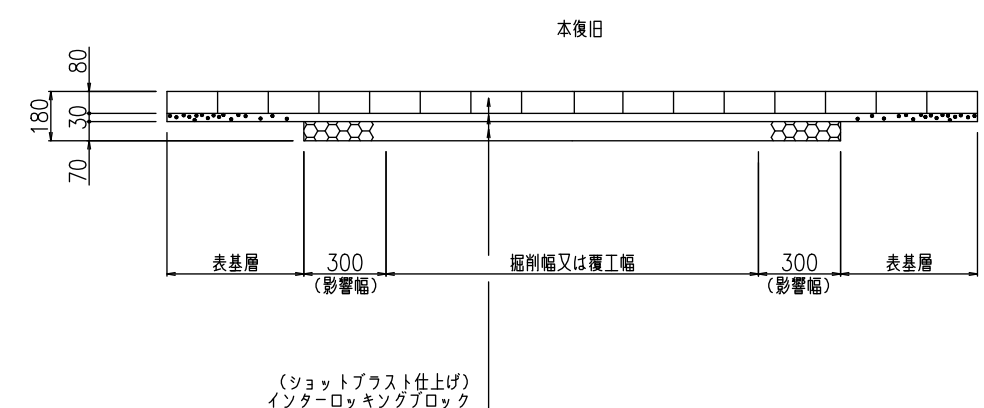 本復旧
80
180
30
70
表基層
300
(影響幅)
掘削幅又は覆工幅
300
(影響幅)
表基層
(ショットブラスト仕上げ)
インターロッキングブロック